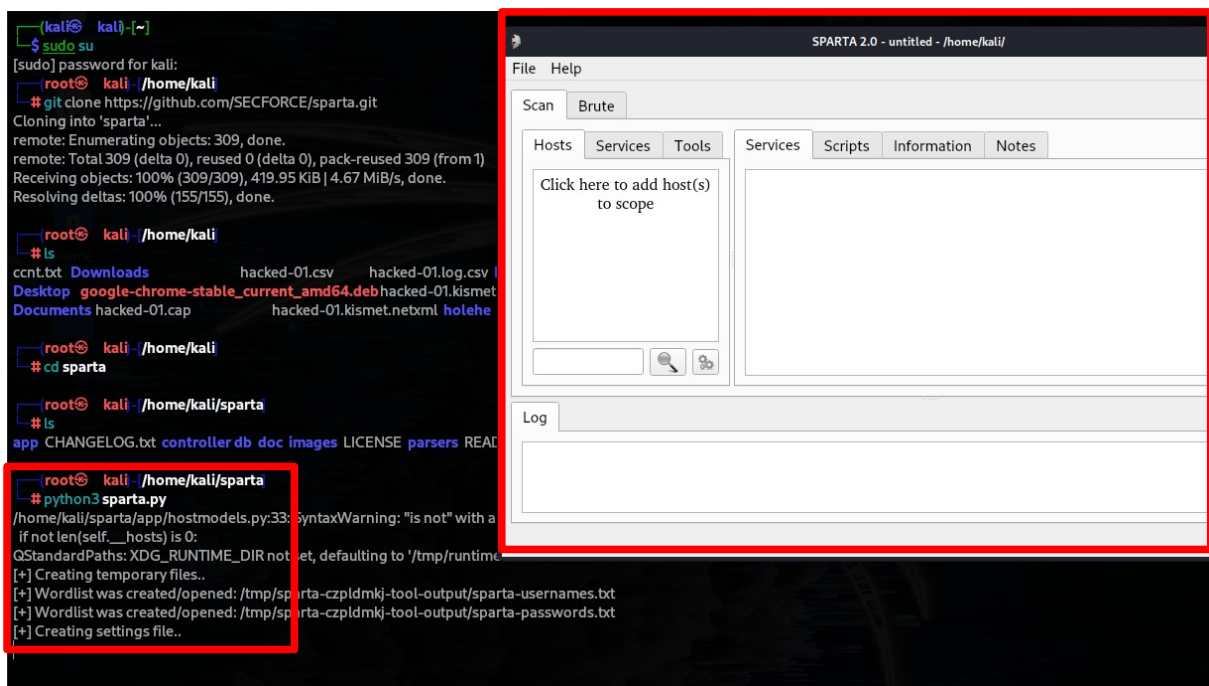 (kali㉿ kali)-[~]
$ sudo su
[sudo] password for kali:
(root㉿ kali)-[/home/kali]
# git clone https://github.com/SECFORCE/sparta.git
Cloning into 'sparta'...
remote: Enumerating objects: 309, done.
remote: Total 309 (delta 0), reused 0 (delta 0), pack-reused 309 (from 1)
Receiving objects: 100% (309/309), 419.95 KiB | 4.67 MiB/s, done.
Resolving deltas: 100% (155/155), done.
(root㉿ kali)-[/home/kali]
# ls
ccnt.txt Downloads hacked-01.csv hacked-01.log.csv
Desktop google-chrome-stable_current_amd64.deb hacked-01.kismet
Documents hacked-01.cap hacked-01.kismet.netxml holehe
(root㉿ kali)-[/home/kali]
# cd sparta
(root㉿ kali)-[/home/kali/sparta]
# ls
app CHANGELOG.txt controller db doc images LICENSE parsers READ
(root㉿ kali)-[/home/kali/sparta]
# python3 sparta.py
/home/kali/sparta/app/hostmodels.py:33: SyntaxWarning: "is not" with a
if not len(self.__hosts) is 0:
QStandardPaths: XDG_RUNTIME_DIR not set, defaulting to '/tmp/runtime
[+] Creating temporary files..
[+] Wordlist was created/opened: /tmp/sparta-czpldmkj-tool-output/sparta-usernames.txt
[+] Wordlist was created/opened: /tmp/sparta-czpldmkj-tool-output/sparta-passwords.txt
[+] Creating settings file..
SPARTA 2.0 - untitled - /home/kali/
File Help
Scan Brute
Hosts Services Tools
Services Scripts Information Notes
Click here to add host(s)
to scope
Log